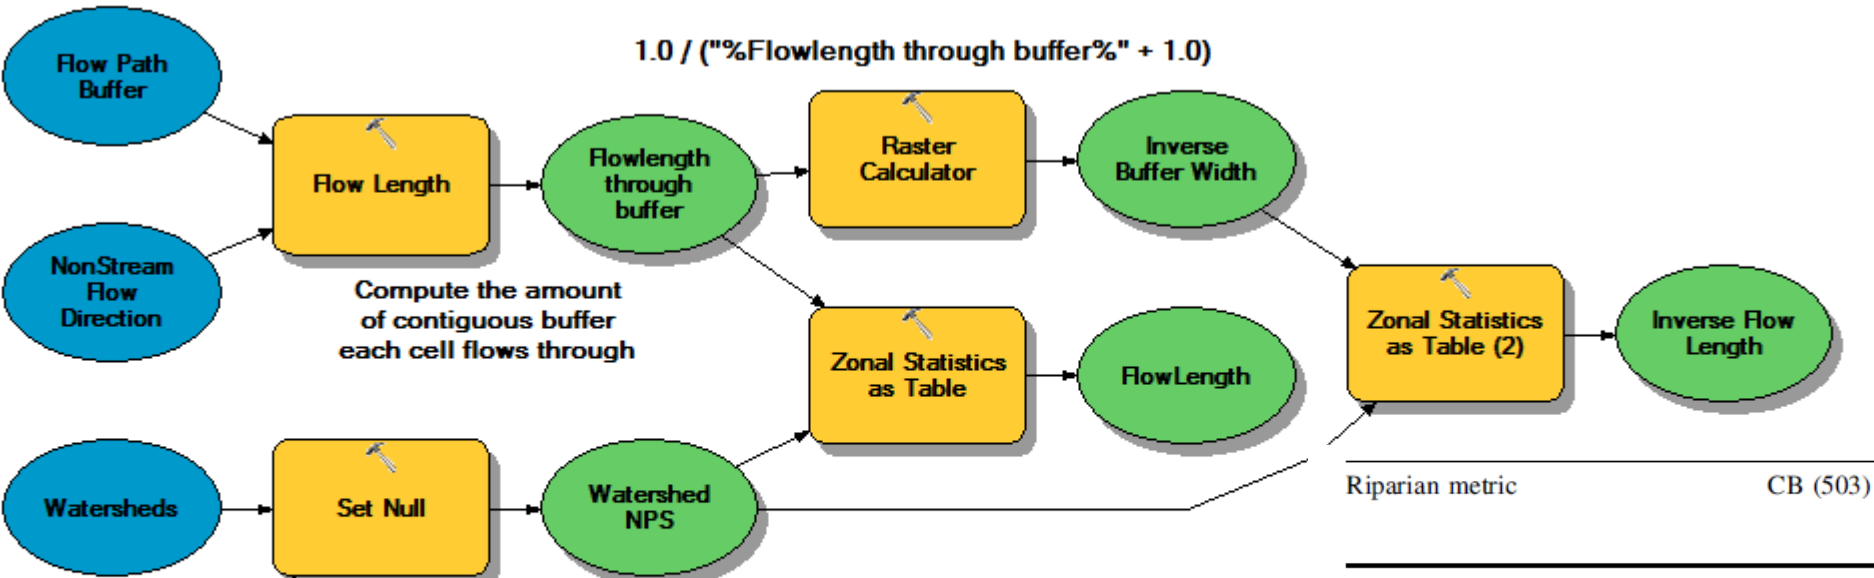 1.0 / ("%Flowlength through buffer%" + 1.0)
Flow Path
Buffer
Flow Length
Flowlength
through
buffer
Raster
Calculator
Inverse
Buffer Width
NonStream
Flow
Direction
Compute the amount
of contiguous buffer
each cell flows through
Zonal Statistics
as Table
FlowLength
Zonal Statistics
as Table (2)
Inverse Flow
Length
Watersheds
Set Null
Watershed
NPS
Riparian metric CB (503)